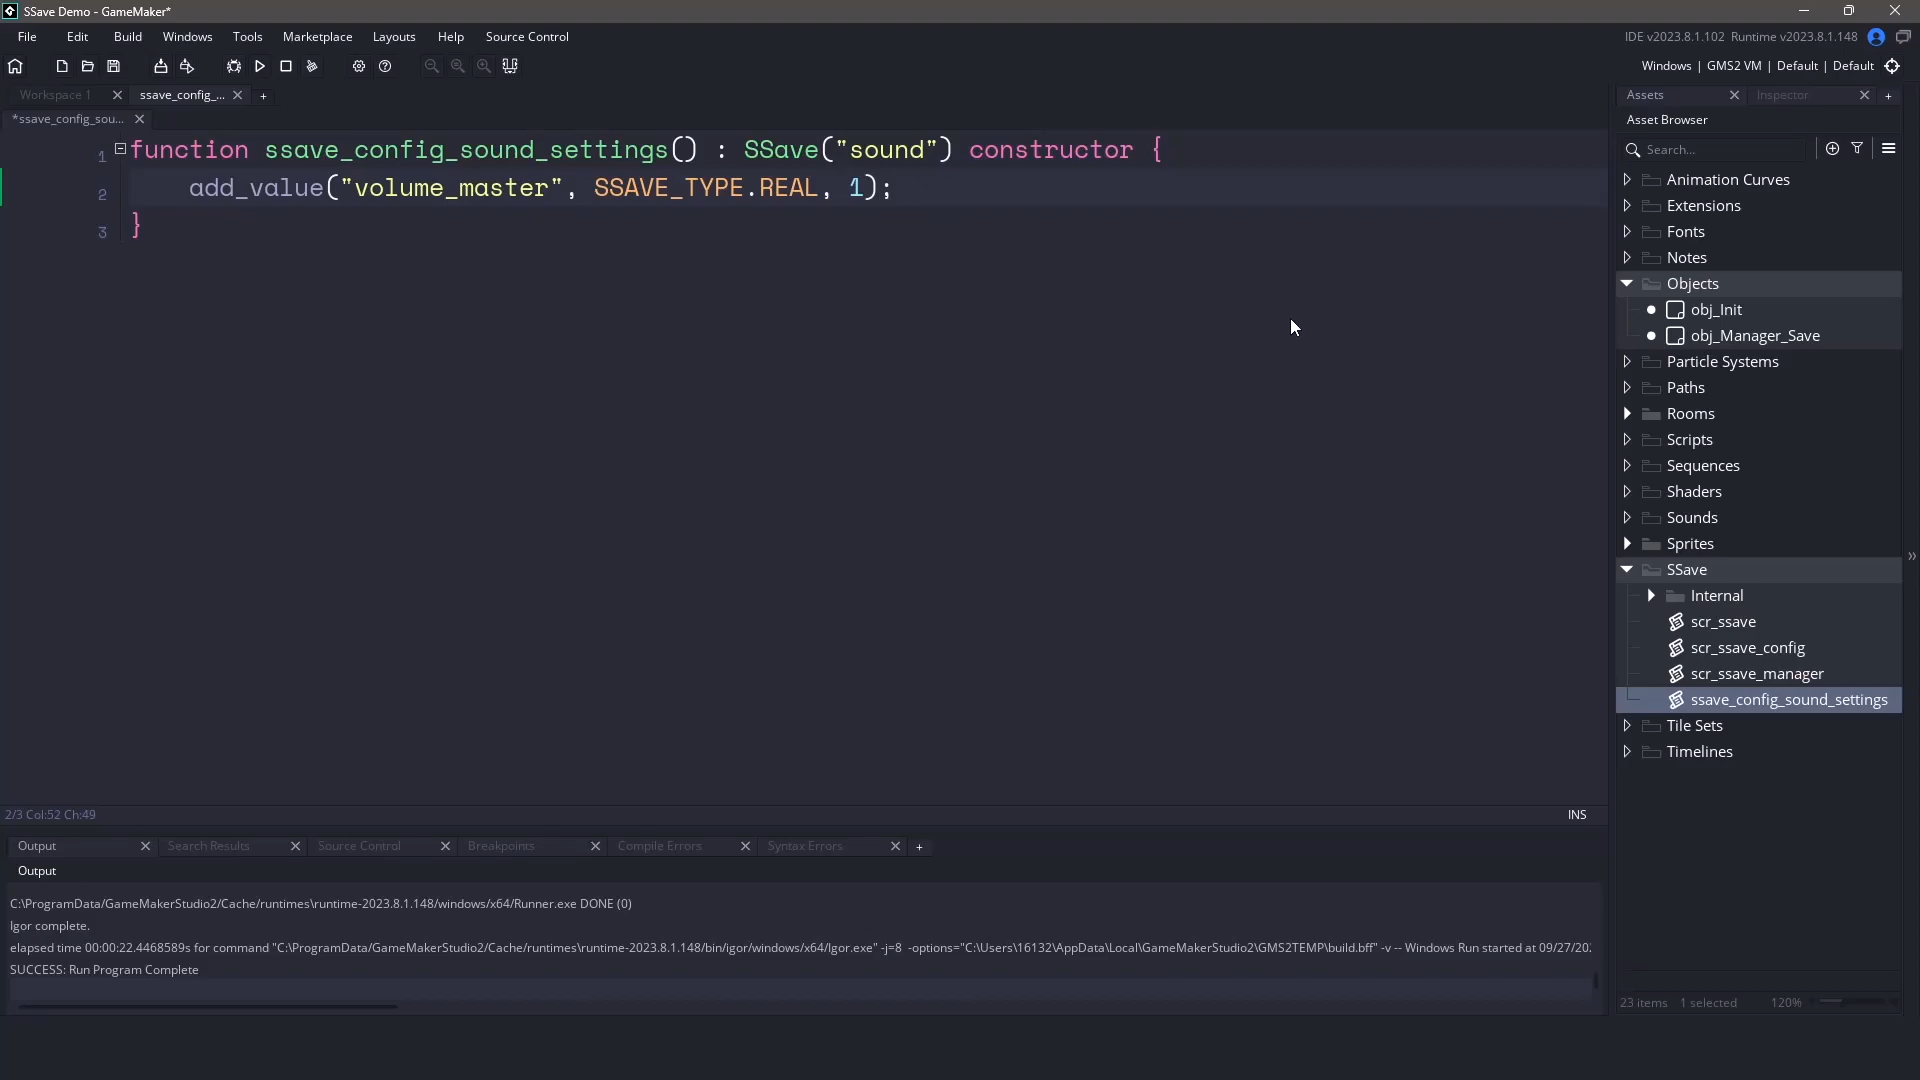 SSave Demo - GameMaker*
File Edit Build Windows Tools Marketplace Layouts Help Source Control
IDE v2023.8.1.102 Runtime v2023.8.1.148
Windows | GMS2 VM | Default | Default
Workspace 1 ssave_config_... +
*ssave_config_sou...
1 function ssave_config_sound_settings() : SSave("sound") constructor {
2 add_value("volume_master", SSAVE_TYPE.REAL, 1);
3 }
2/3 Col:52 Ch:49
INS
Assets Inspector +
Asset Browser
Search...
Animation Curves
Extensions
Fonts
Notes
Objects
obj_Init
obj_Manager_Save
Particle Systems
Paths
Rooms
Scripts
Sequences
Shaders
Sounds
Sprites
SSave
Internal
scr_ssave
scr_ssave_config
scr_ssave_manager
ssave_config_sound_settings
Tile Sets
Timelines
23 items 1 selected 120%
Output Search Results Source Control Breakpoints Compile Errors Syntax Errors +
Output
C:\ProgramData/GameMakerStudio2/Cache/runtimes\runtime-2023.8.1.148/windows/x64/Runner.exe DONE (0)
Igor complete.
elapsed time 00:00:22.4468589s for command "C:\ProgramData/GameMakerStudio2/Cache/runtimes\runtime-2023.8.1.148/bin/igor/windows/x64/Igor.exe" -j=8 -options="C:\Users\16132\AppData\Local\GameMakerStudio2\GMS2TEMP\build.bff" -v -- Windows Run started at 09/27/202
SUCCESS: Run Program Complete